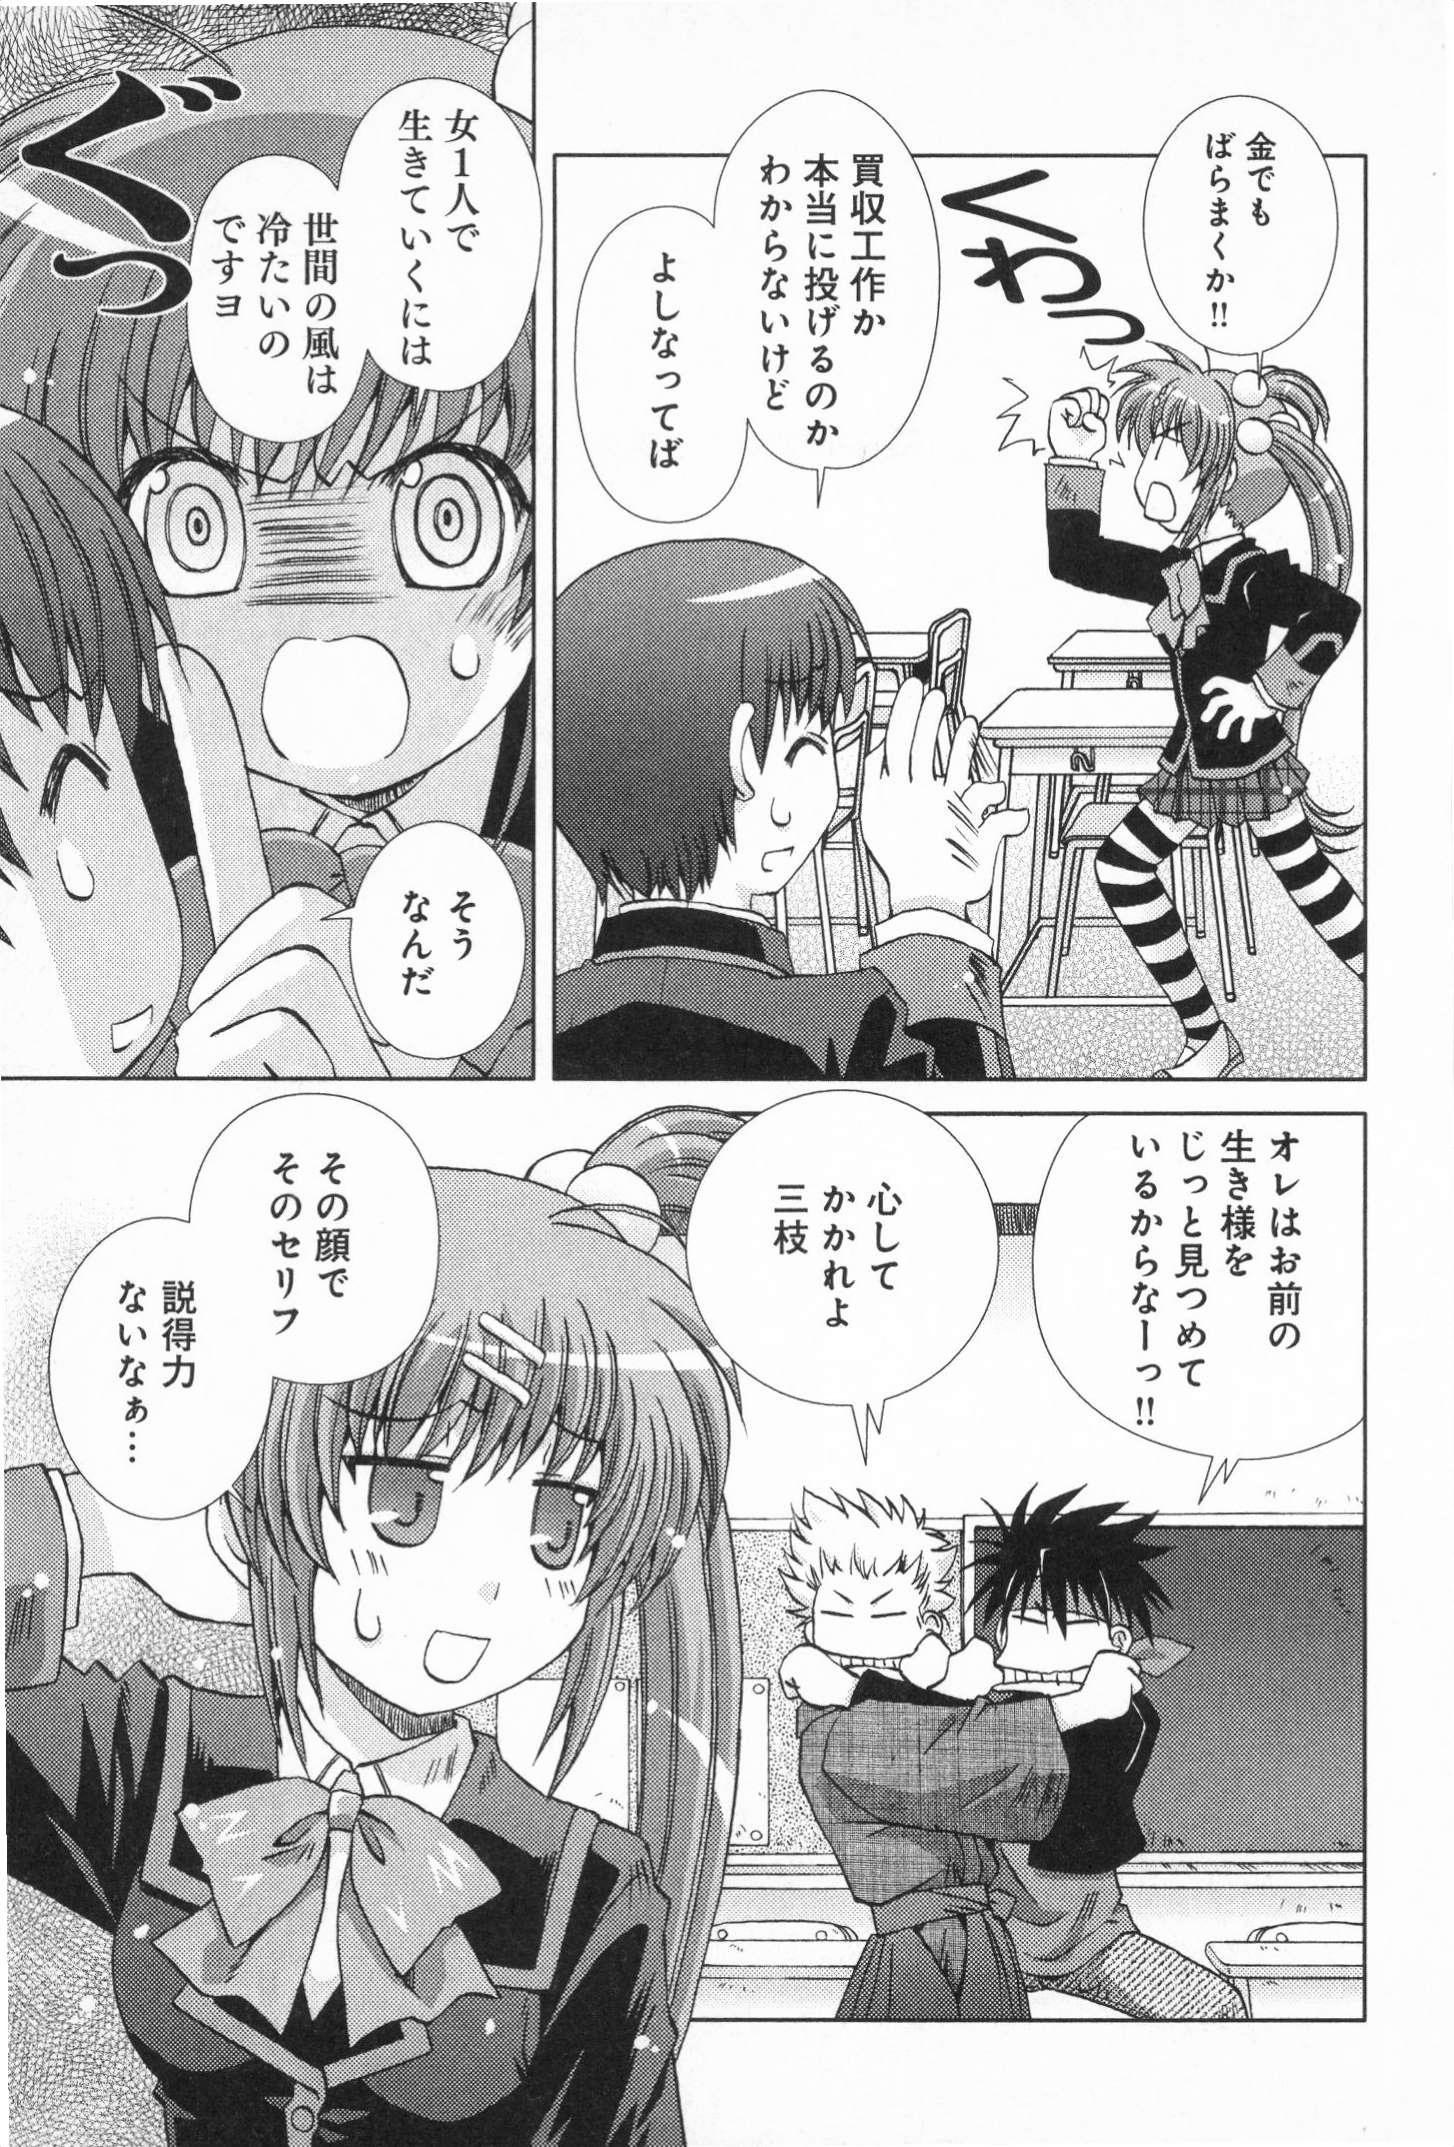 金でも
ばらまくか!!
くわっ
買収工作か
本当に投げるのか
わからないけど
よしなってば
女1人で
生きていくには
世間の風は
冷たいの
ですヨ
ぐっ
そう
なんだ
オレはお前の
生き様を
じっと見つめて
いるからなーっ!!
心して
かかれよ
三枝
その顔で
そのセリフ
説得力
ないなぁ…